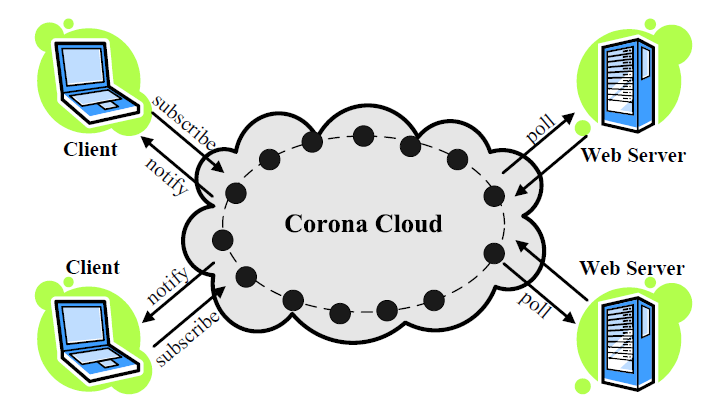 subscribe
poll
Client
notify
Web Server
Corona Cloud
Client
notify
subscribe
Web Server
poll